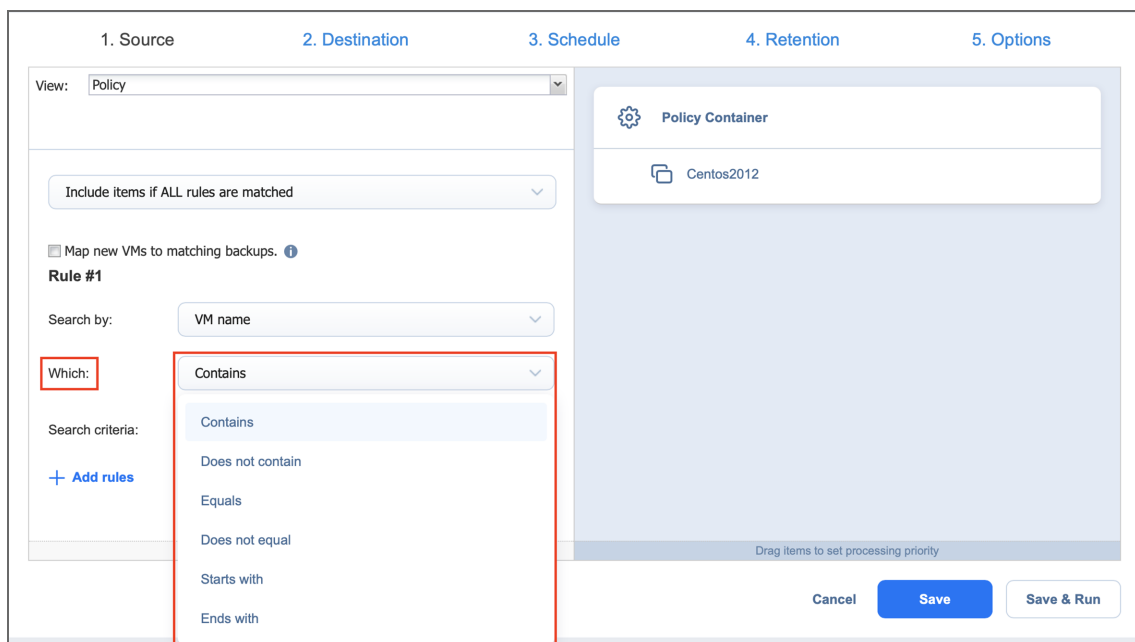 1. Source
2. Destination
3. Schedule
4. Retention
5. Options
View:
Policy
Include items if ALL rules are matched
Map new VMs to matching backups.
Rule #1
Search by:
VM name
Which:
Contains
Search criteria:
Contains
Does not contain
Equals
Does not equal
Starts with
Ends with
+ Add rules
Policy Container
Centos2012
Drag items to set processing priority
Cancel
Save
Save & Run